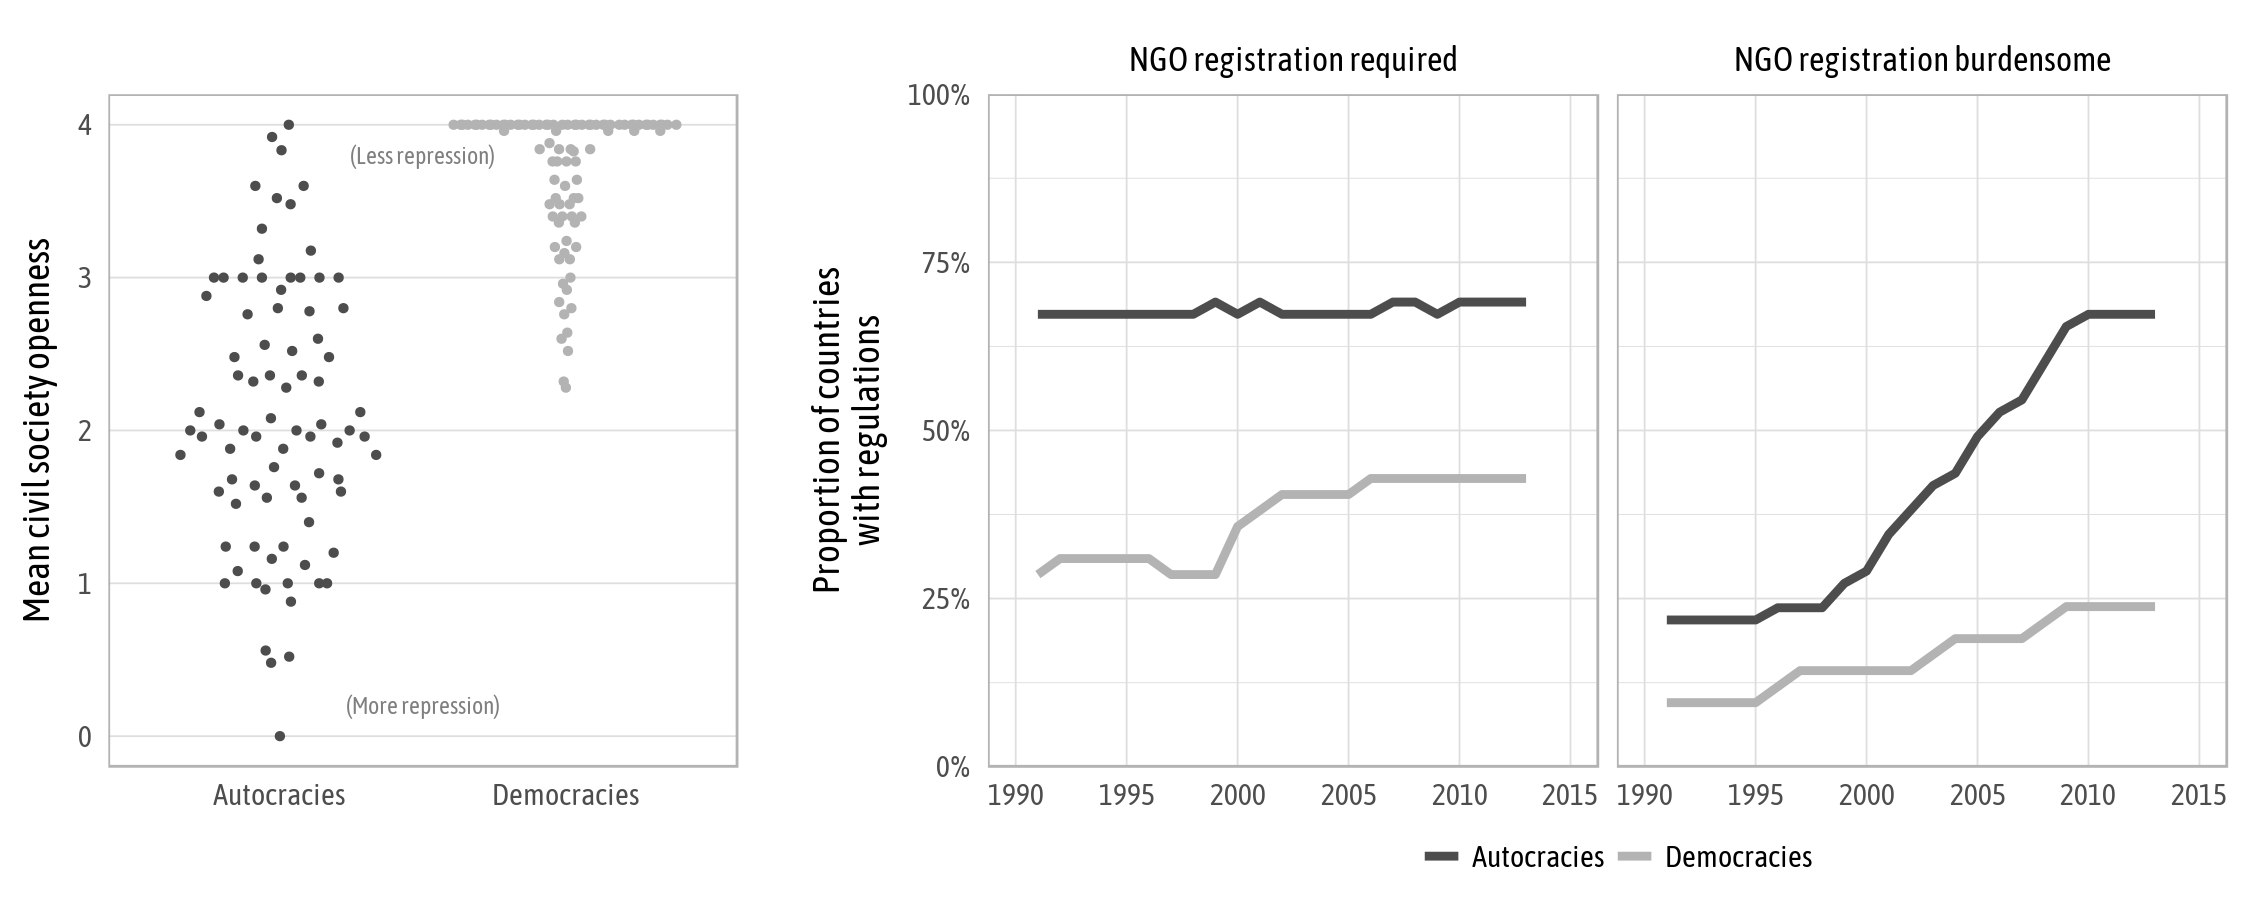 Mean civil society openness
4
3
2
1
0
(Less repression)
(More repression)
Autocracies
Democracies
Proportion of countries
with regulations
NGO registration required
NGO registration burdensome
100%
75%
50%
25%
0%
1990 1995 2000 2005 2010 2015
1990 1995 2000 2005 2010 2015
Autocracies Democracies